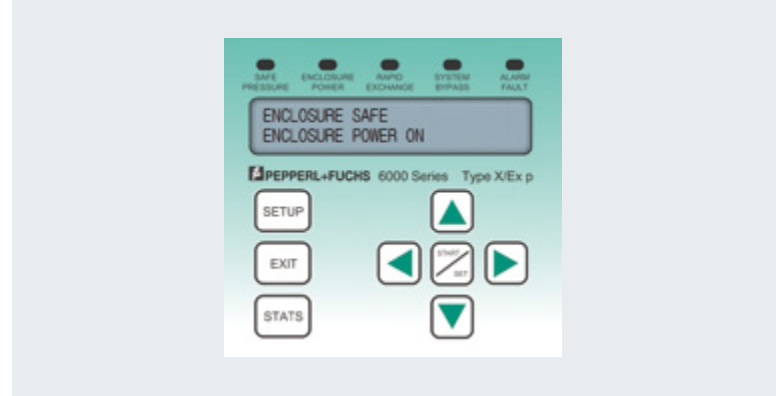 SAFE PRESSURE
ENCLOSURE POWER
RAPID EXCHANGE
SYSTEM BYPASS
ALARM FAULT
ENCLOSURE SAFE
ENCLOSURE POWER ON
PEPPERL+FUCHS 6000 Series Type X/Ex p
SETUP
START/SET
EXIT
STATS